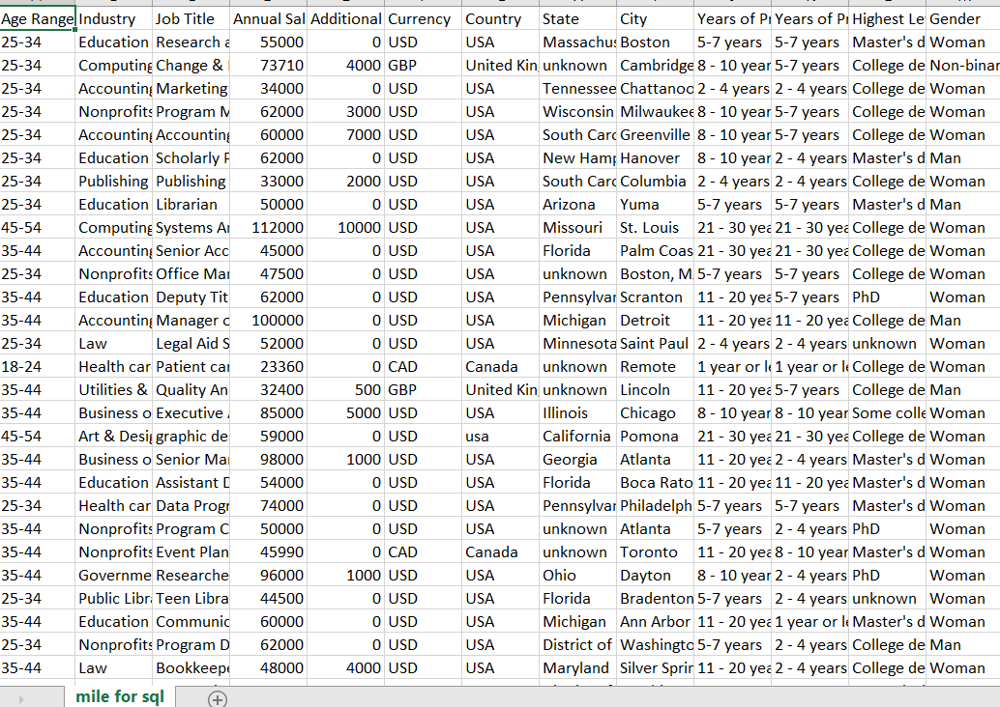 Age Range Industry Job Title Annual Sal Additional Currency Country State City Years of Pr Years of Pr Highest Le Gender
25-34 Education Research a 55000 0 USD USA Massachus Boston 5-7 years 5-7 years Master's d Woman
25-34 Computing Change & 73710 4000 GBP United Kin unknown Cambridge 8 - 10 year 5-7 years College de Non-binar
25-34 Accounting Marketing 34000 0 USD USA Tennessee Chattanoo 2 - 4 years 2 - 4 years College de Woman
25-34 Nonprofits Program M 62000 3000 USD USA Wisconsin Milwaukee 8 - 10 year 5-7 years College de Woman
25-34 Accounting Accounting 60000 7000 USD USA South Caro Greenville 8 - 10 year 5-7 years College de Woman
25-34 Education Scholarly P 62000 0 USD USA New Hamp Hanover 8 - 10 year 2 - 4 years Master's d Man
25-34 Publishing Publishing 33000 2000 USD USA South Caro Columbia 2 - 4 years 2 - 4 years College de Woman
25-34 Education Librarian 50000 0 USD USA Arizona Yuma 5-7 years 5-7 years Master's d Man
45-54 Computing Systems An 112000 10000 USD USA Missouri St. Louis 21 - 30 yea 21 - 30 yea College de Woman
35-44 Accounting Senior Acc 45000 0 USD USA Florida Palm Coas 21 - 30 yea 21 - 30 yea College de Woman
25-34 Nonprofits Office Mar 47500 0 USD USA unknown Boston, M 5-7 years 5-7 years College de Woman
35-44 Education Deputy Tit 62000 0 USD USA Pennsylvar Scranton 11 - 20 yea 5-7 years PhD Woman
35-44 Accounting Manager o 100000 0 USD USA Michigan Detroit 11 - 20 yea 11 - 20 yea College de Man
25-34 Law Legal Aid S 52000 0 USD USA Minnesota Saint Paul 2 - 4 years 2 - 4 years unknown Woman
18-24 Health car Patient car 23360 0 CAD Canada unknown Remote 1 year or le 1 year or le College de Woman
35-44 Utilities & Quality An 32400 500 GBP United Kin unknown Lincoln 11 - 20 yea 5-7 years College de Man
35-44 Business o Executive 85000 5000 USD USA Illinois Chicago 8 - 10 year 8 - 10 year Some colle Woman
45-54 Art & Desig graphic de 59000 0 USD usa California Pomona 21 - 30 yea 21 - 30 yea College de Woman
35-44 Business o Senior Mar 98000 1000 USD USA Georgia Atlanta 11 - 20 yea 2 - 4 years Master's d Woman
35-44 Education Assistant D 54000 0 USD USA Florida Boca Rato 11 - 20 yea 11 - 20 yea Master's d Woman
25-34 Health car Data Progr 74000 0 USD USA Pennsylvar Philadelph 5-7 years 5-7 years Master's d Woman
35-44 Nonprofits Program C 50000 0 USD USA unknown Atlanta 5-7 years 2 - 4 years PhD Woman
35-44 Nonprofits Event Plan 45990 0 CAD Canada unknown Toronto 11 - 20 yea 8 - 10 year Master's d Woman
35-44 Governme Researche 96000 1000 USD USA Ohio Dayton 8 - 10 year 2 - 4 years PhD Woman
25-34 Public Libra Teen Libra 44500 0 USD USA Florida Bradenton 5-7 years 2 - 4 years unknown Woman
35-44 Education Communic 60000 0 USD USA Michigan Ann Arbor 11 - 20 yea 1 year or le Master's d Woman
25-34 Nonprofits Program D 62000 0 USD USA District of Washingto 5-7 years 2 - 4 years College de Man
35-44 Law Bookkeepe 48000 4000 USD USA Maryland Silver Sprin 11 - 20 yea 2 - 4 years College de Woman
mile for sql